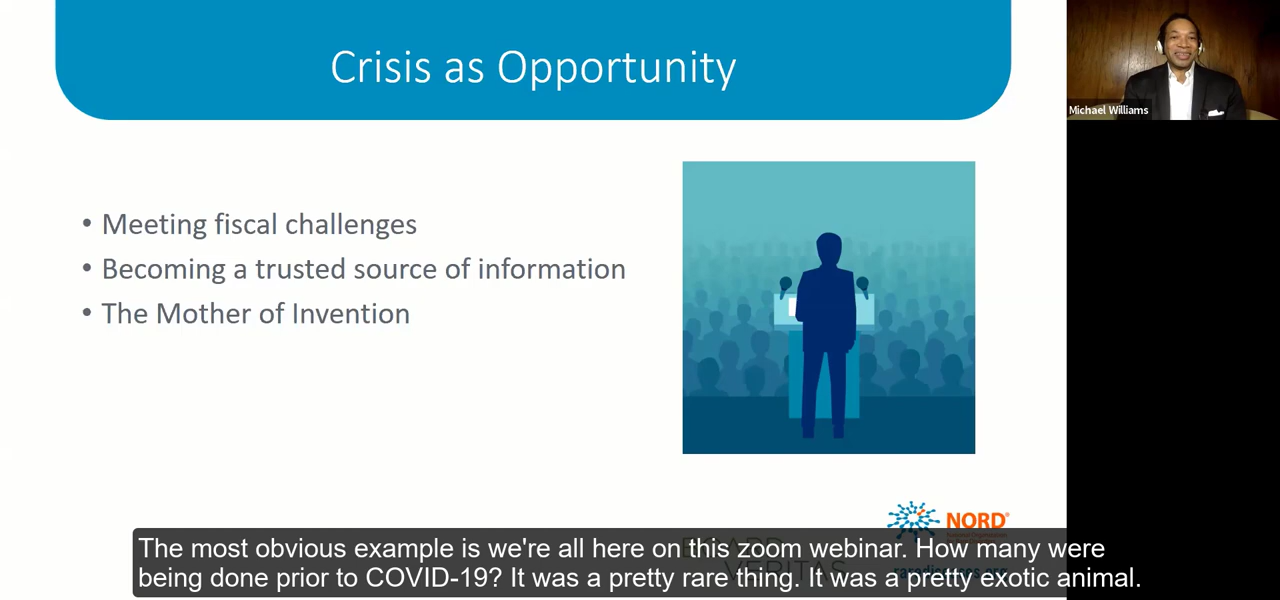 Crisis as Opportunity
Michael Williams
• Meeting fiscal challenges
• Becoming a trusted source of information
• The Mother of Invention
NORD®
The most obvious example is we're all here on this zoom webinar. How many were
being done prior to COVID-19? It was a pretty rare thing. It was a pretty exotic animal.